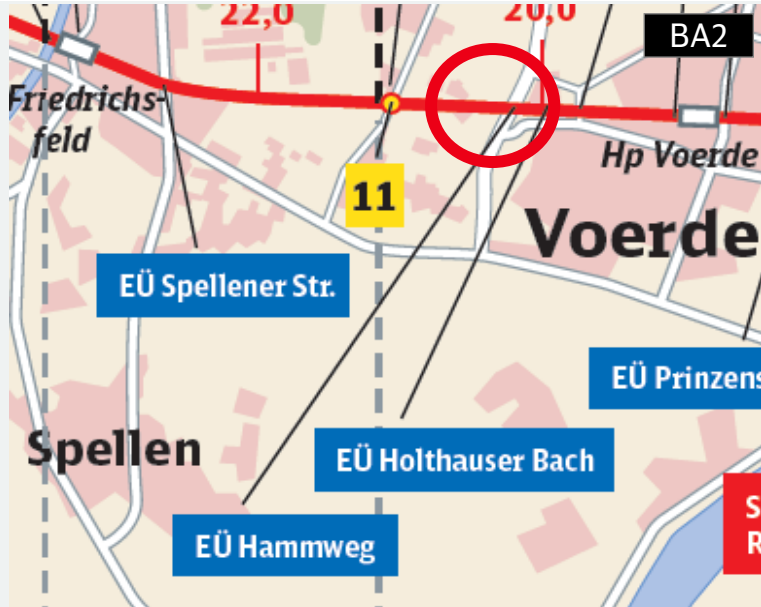 22,0
20,0
BA2
Friedrichs-
feld
Hp Voerde
11
Voerde
EÜ Spellener Str.
EÜ Prinzens
Spellen
EÜ Holthauser Bach
S
R
EÜ Hammweg